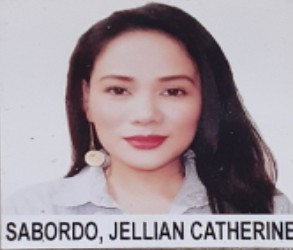 SABORDO, JELLIAN CATHERINE